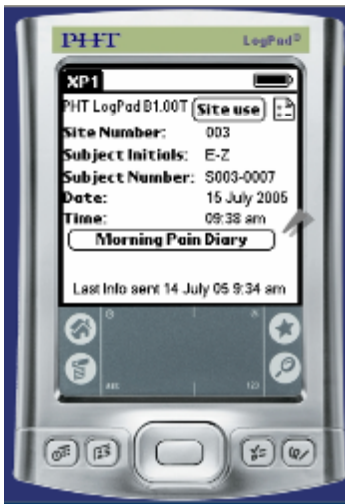 PHT LogPad®
XP1
PHT LogPad B1.00T Site use
Site Number: 003
Subject Initials: E-Z
Subject Number: S003-0007
Date: 15 July 2005
Time: 09:38 am
Morning Pain Diary
Last Info sent 14 July 05 9:34 am
ABC 123